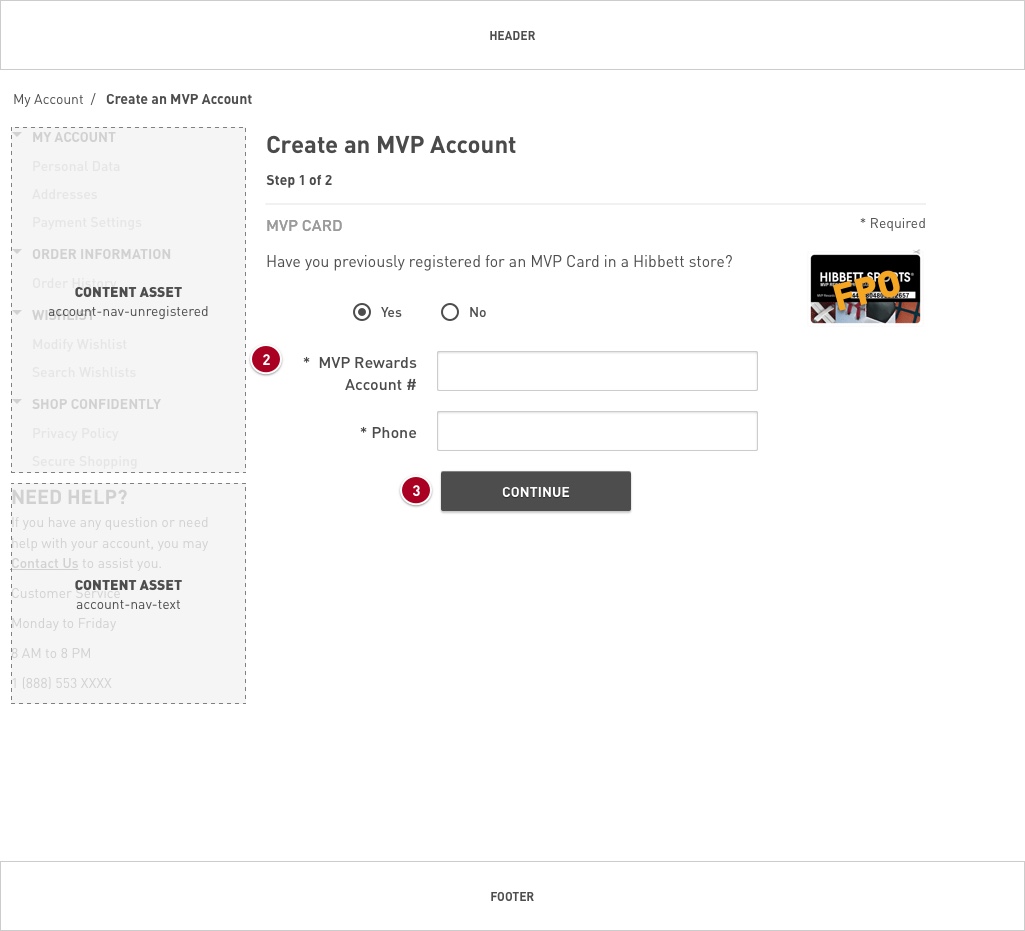 HEADER
My Account / Create an MVP Account
MY ACCOUNT
Personal Data
Addresses
Payment Settings
ORDER INFORMATION
Order History
CONTENT ASSET
account-nav-unregistered
WISHLIST
Modify Wishlist
Search Wishlists
SHOP CONFIDENTLY
Privacy Policy
Secure Shopping
NEED HELP?
If you have any question or need
help with your account, you may
Contact Us to assist you.
CONTENT ASSET
Customer Service
account-nav-text
Monday to Friday
8 AM to 8 PM
1 (888) 553 XXXX
Create an MVP Account
Step 1 of 2
MVP CARD
* Required
Have you previously registered for an MVP Card in a Hibbett store?
HIBBETT SPORTS®
FPO
Yes
No
2
* MVP Rewards
Account #
* Phone
3
CONTINUE
FOOTER